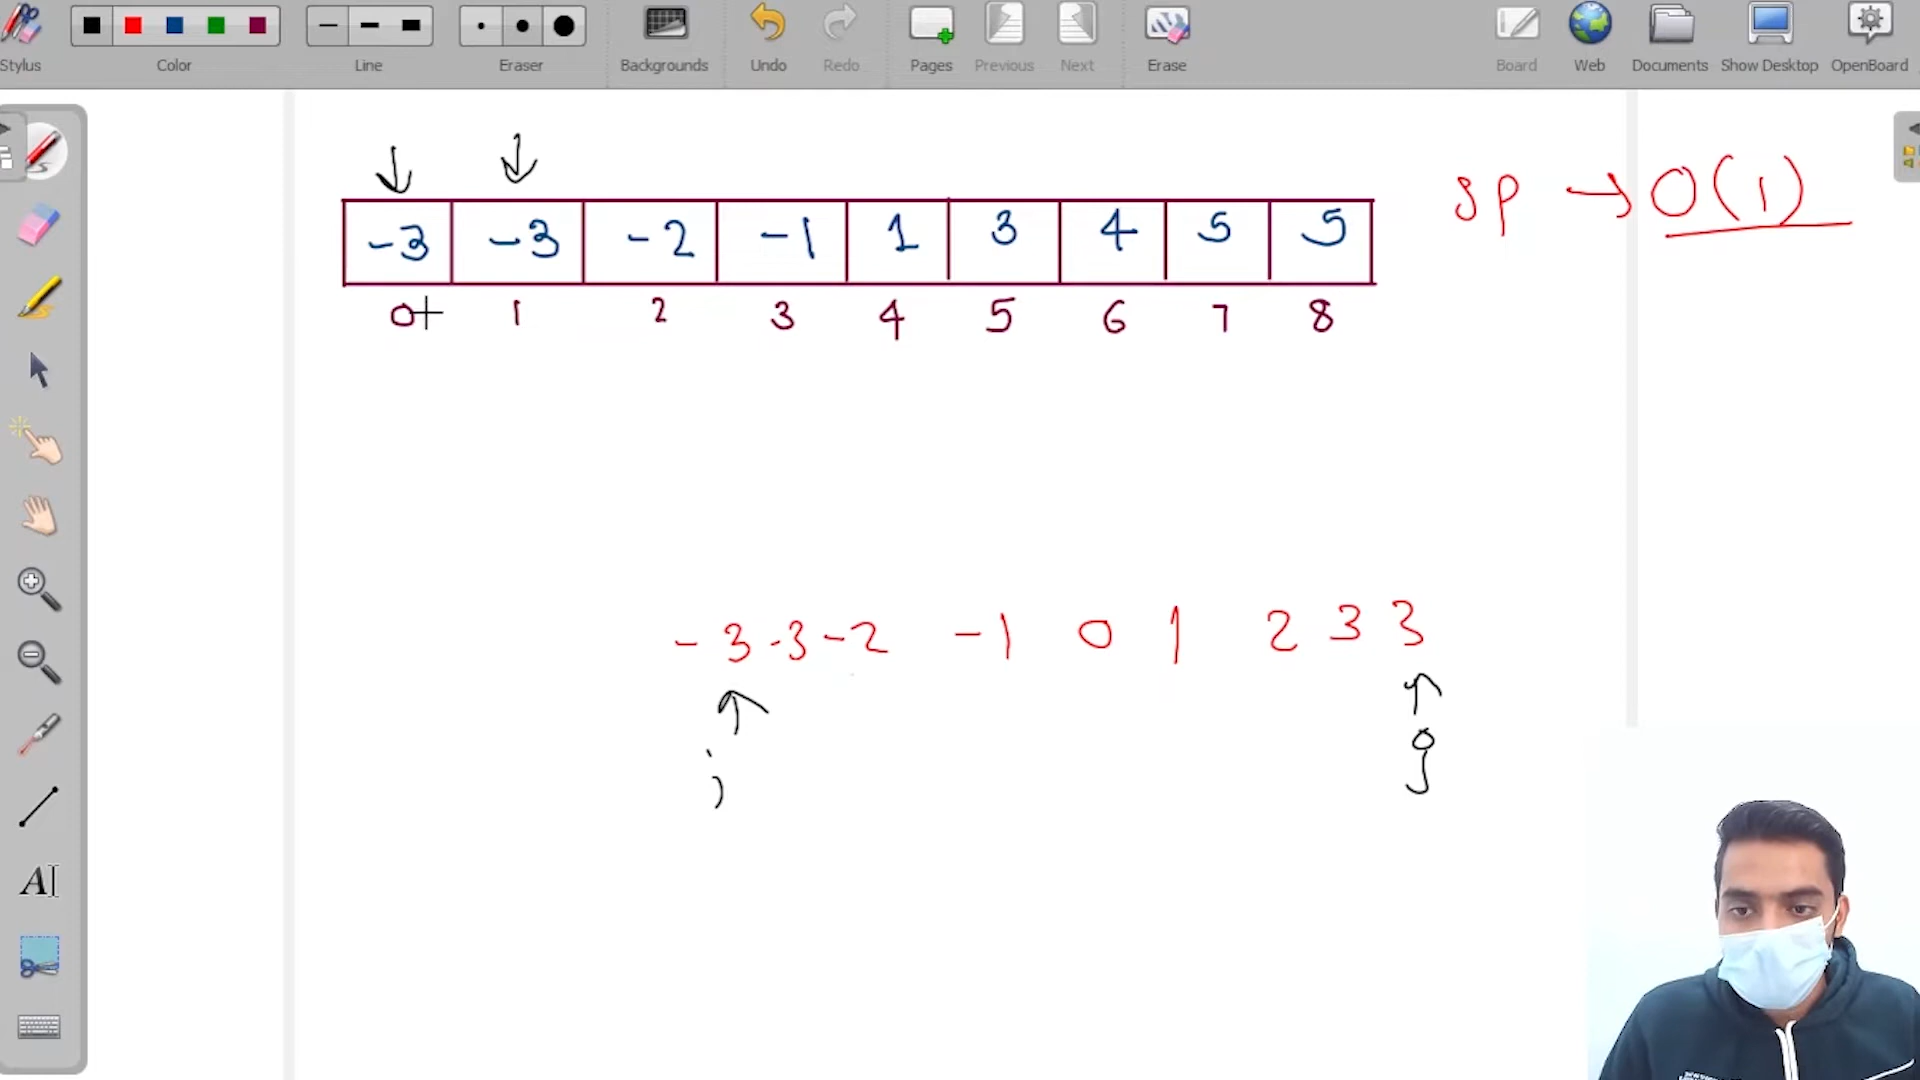 Stylus Color Line Eraser Backgrounds Undo Redo Pages Previous Next Erase Board Web Documents Show Desktop OpenBoard
-3 -3 -2 -1 1 3 4 5 5
0 1 2 3 4 5 6 7 8
SP → O(1)
-3 -3 -2 -1 0 1 2 3 3
i j
AI